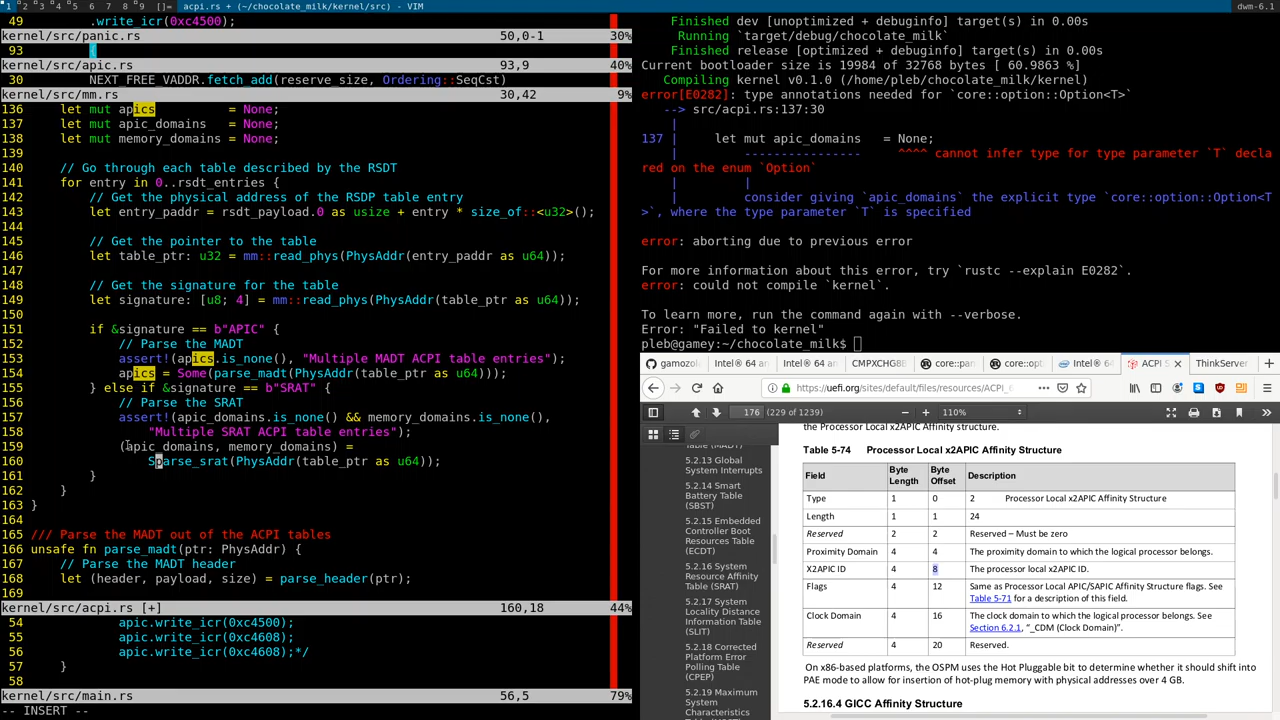 1 2 3 4 5 6 7 8 9 []= acpi.rs + (~/chocolate_milk/kernel/src) - VIM dwm-6.1
49 .write_icr(0xc4500);
kernel/src/panic.rs 50,0-1 30%
93 {
kernel/src/apic.rs 93,9 40%
30 NEXT_FREE_VADDR.fetch_add(reserve_size, Ordering::SeqCst)
kernel/src/mm.rs 30,42 9%
136 let mut apics = None;
137 let mut apic_domains = None;
138 let mut memory_domains = None;
139
140 // Go through each table described by the RSDT
141 for entry in 0..rsdt_entries {
142 // Get the physical address of the RSDP table entry
143 let entry_paddr = rsdt_payload.0 as usize + entry * size_of::<u32>();
144
145 // Get the pointer to the table
146 let table_ptr: u32 = mm::read_phys(PhysAddr(entry_paddr as u64));
147
148 // Get the signature for the table
149 let signature: [u8; 4] = mm::read_phys(PhysAddr(table_ptr as u64));
150
151 if &signature == b"APIC" {
152 // Parse the MADT
153 assert!(apics.is_none(), "Multiple MADT ACPI table entries");
154 apics = Some(parse_madt(PhysAddr(table_ptr as u64)));
155 } else if &signature == b"SRAT" {
156 // Parse the SRAT
157 assert!(apic_domains.is_none() && memory_domains.is_none(),
158 "Multiple SRAT ACPI table entries");
159 (apic_domains, memory_domains) =
160 Sparse_srat(PhysAddr(table_ptr as u64));
161 }
162 }
163 }
164
165 /// Parse the MADT out of the ACPI tables
166 unsafe fn parse_madt(ptr: PhysAddr) {
167 // Parse the MADT header
168 let (header, payload, size) = parse_header(ptr);
169
kernel/src/acpi.rs [+] 160,18 44%
54 apic.write_icr(0xc4500);
55 apic.write_icr(0xc4608);
56 apic.write_icr(0xc4608);*/
57 }
58
kernel/src/main.rs 56,5 79%
-- INSERT --
Finished dev [unoptimized + debuginfo] target(s) in 0.00s
Running `target/debug/chocolate_milk`
Finished release [optimized + debuginfo] target(s) in 0.00s
Current bootloader size is 19984 of 32768 bytes [ 60.9863 %]
Compiling kernel v0.1.0 (/home/pleb/chocolate_milk/kernel)
error[E0282]: type annotations needed for `core::option::Option<T>`
--> src/acpi.rs:137:30
|
137 | let mut apic_domains = None;
| ---------------- ^^^^ cannot infer type for type parameter `T` decla
red on the enum `Option`
| |
| consider giving `apic_domains` the explicit type `core::option::Option<T
>`, where the type parameter `T` is specified
error: aborting due to previous error
For more information about this error, try `rustc --explain E0282`.
error: could not compile `kernel`.
To learn more, run the command again with --verbose.
Error: "Failed to kernel"
pleb@gamey:~/chocolate_milk$
gamozol Intel® 64 a Intel® 64 a CMPXCHG8B core::pan core::opt Intel® 64 ACPI S ThinkServer
https://uefi.org/sites/default/files/resources/ACPI_6
176 (229 of 1239) 110%
Table (MADT)
5.2.13 Global
System Interrupts
5.2.14 Smart
Battery Table
(SBST)
5.2.15 Embedded
Controller Boot
Resources Table
(ECDT)
5.2.16 System
Resource Affinity
Table (SRAT)
5.2.17 System
Locality Distance
Information Table
(SLIT)
5.2.18 Corrected
Platform Error
Polling Table
(CPEP)
5.2.19 Maximum
System
Characteristics
the Processor Local x2APIC Affinity structure.
Table 5-74 Processor Local x2APIC Affinity Structure
Field Byte Length Byte Offset Description
Type 1 0 2 Processor Local x2APIC Affinity Structure
Length 1 1 24
Reserved 2 2 Reserved – Must be zero
Proximity Domain 4 4 The proximity domain to which the logical processor belongs.
X2APIC ID 4 8 The processor local x2APIC ID.
Flags 4 12 Same as Processor Local APIC/SAPIC Affinity Structure flags. See
Table 5-71 for a description of this field.
Clock Domain 4 16 The clock domain to which the logical processor belongs. See
Section 6.2.1, “_CDM (Clock Domain)”.
Reserved 4 20 Reserved.
On x86-based platforms, the OSPM uses the Hot Pluggable bit to determine whether it should shift into
PAE mode to allow for insertion of hot-plug memory with physical addresses over 4 GB.
5.2.16.4 GICC Affinity Structure